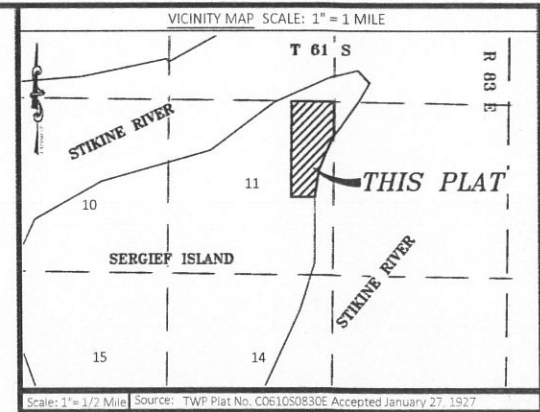 VICINITY MAP SCALE: 1" = 1 MILE
T 61 S
R 83 E
STIKINE RIVER
THIS PLAT
11
10
SERGIEF ISLAND
STIKINE RIVER
15
14
Scale: 1"= 1/2 Mile Source: TWP Plat No. C0610S0830E Accepted January 27, 1927